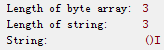 Length of byte array: 3
Length of string: 3
String: ()I